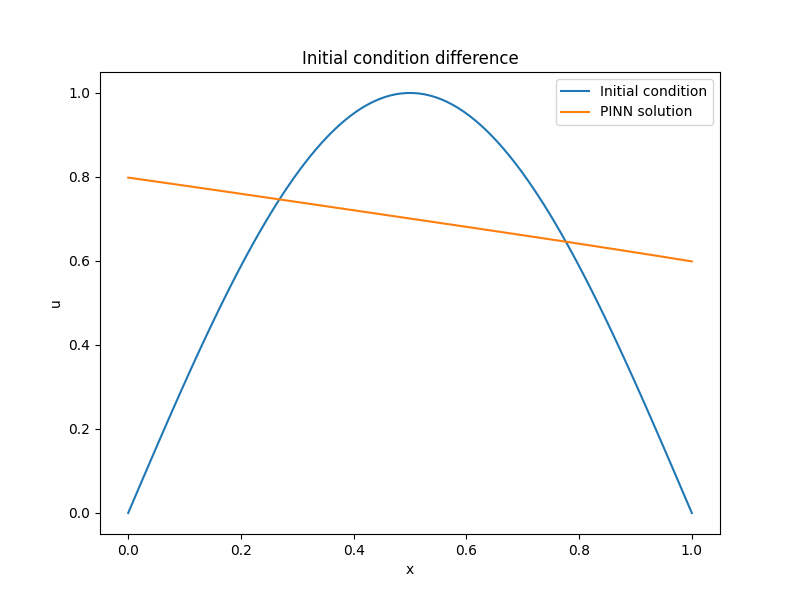 Initial condition difference
Initial condition
PINN solution
1.0
0.8
0.6
0.4
0.2
0.0
u
0.0 0.2 0.4 0.6 0.8 1.0
x